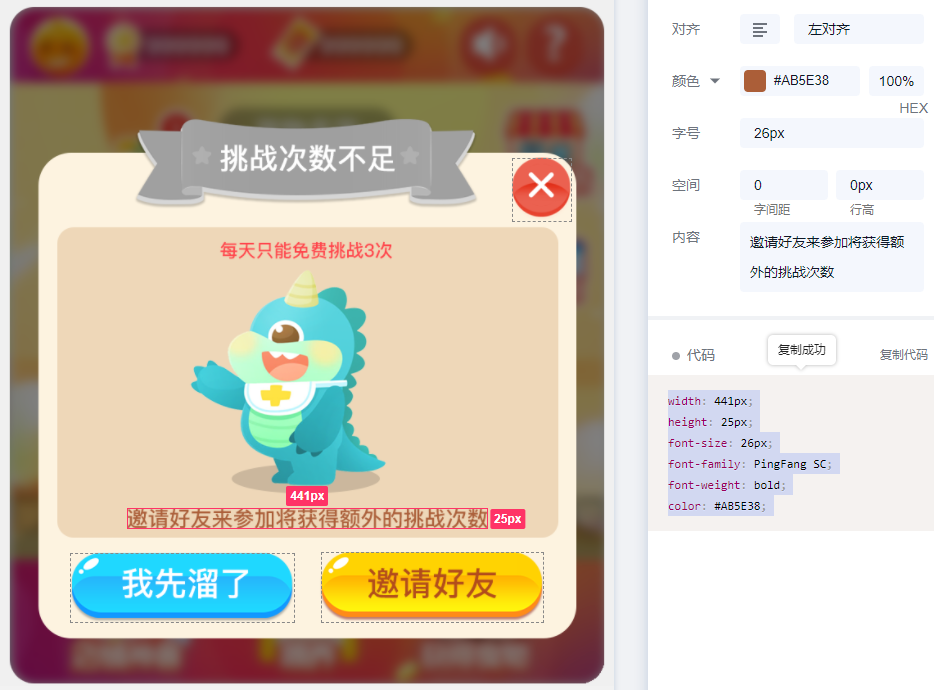 挑战次数不足
每天只能免费挑战3次
441px
邀请好友来参加将获得额外的挑战次数
25px
我先溜了
邀请好友
对齐
左对齐
颜色
#AB5E38
100%
HEX
字号
26px
空间
0
0px
字间距
行高
内容
邀请好友来参加将获得额
外的挑战次数
代码
复制成功
复制代码
width: 441px;
height: 25px;
font-size: 26px;
font-family: PingFang SC;
font-weight: bold;
color: #AB5E38;